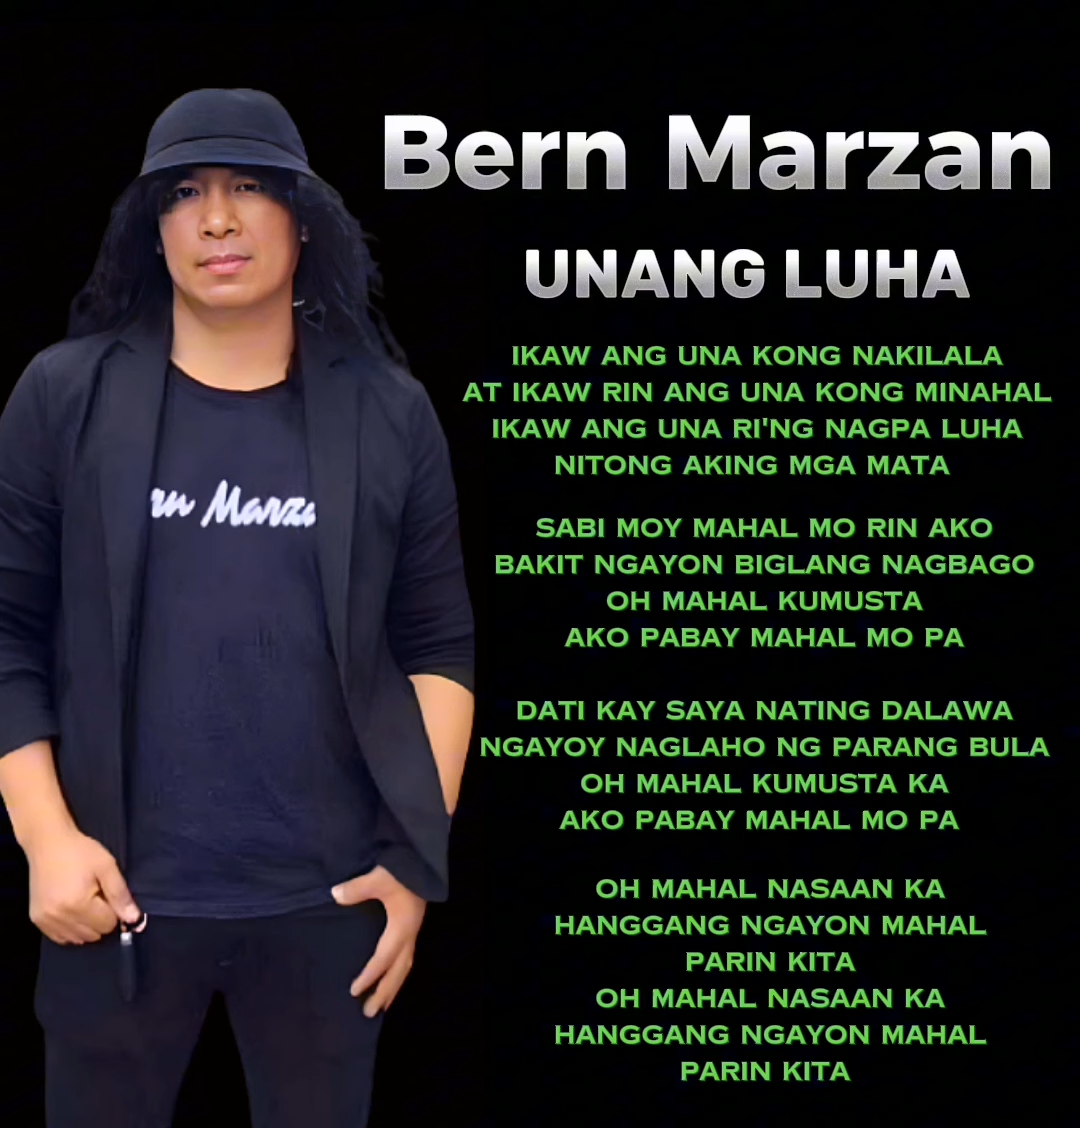 Bern Marzan
UNANG LUHA
IKAW ANG UNA KONG NAKILALA
AT IKAW RIN ANG UNA KONG MINAHAL
IKAW ANG UNA RI'NG NAGPA LUHA
NITONG AKING MGA MATA
SABI MOY MAHAL MO RIN AKO
BAKIT NGAYON BIGLANG NAGBAGO
OH MAHAL KUMUSTA
AKO PABAY MAHAL MO PA
DATI KAY SAYA NATING DALAWA
NGAYOY NAGLAHO NG PARANG BULA
OH MAHAL KUMUSTA KA
AKO PABAY MAHAL MO PA
OH MAHAL NASAAN KA
HANGGANG NGAYON MAHAL
PARIN KITA
OH MAHAL NASAAN KA
HANGGANG NGAYON MAHAL
PARIN KITA
rn Marza